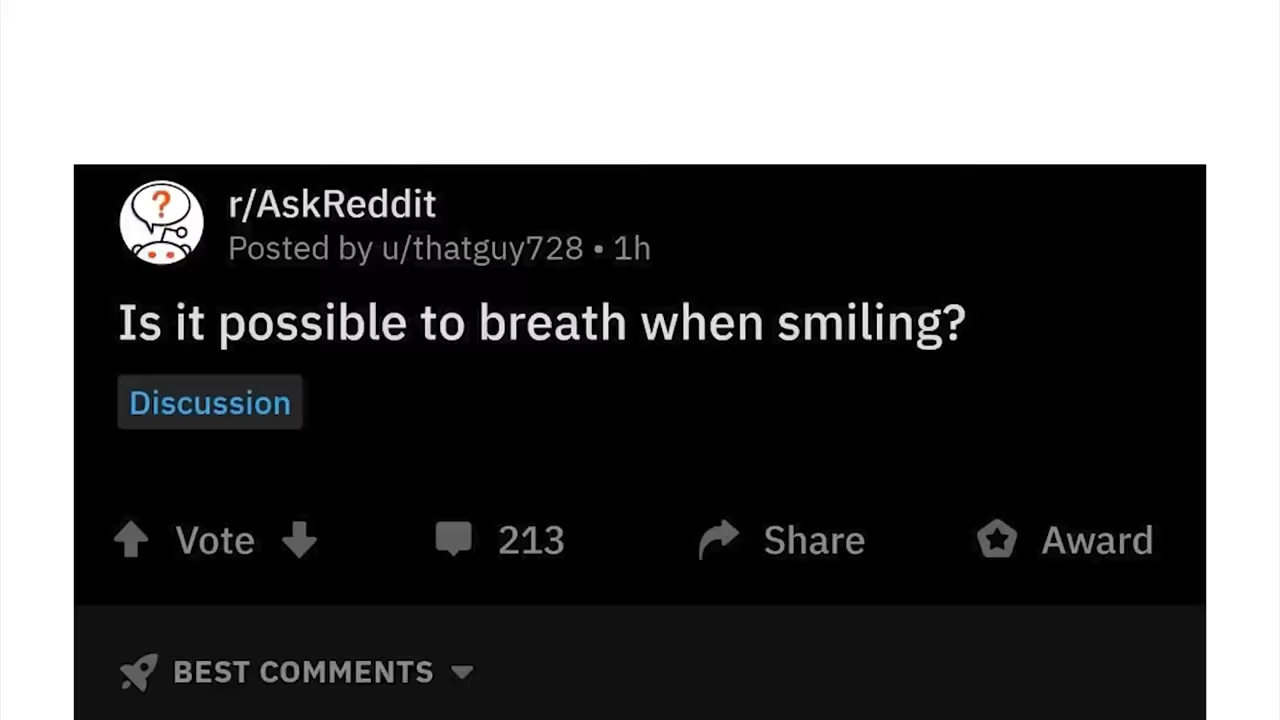 r/AskReddit
Posted by u/thatguy728 • 1h
Is it possible to breath when smiling?
Discussion
Vote 213 Share Award
BEST COMMENTS